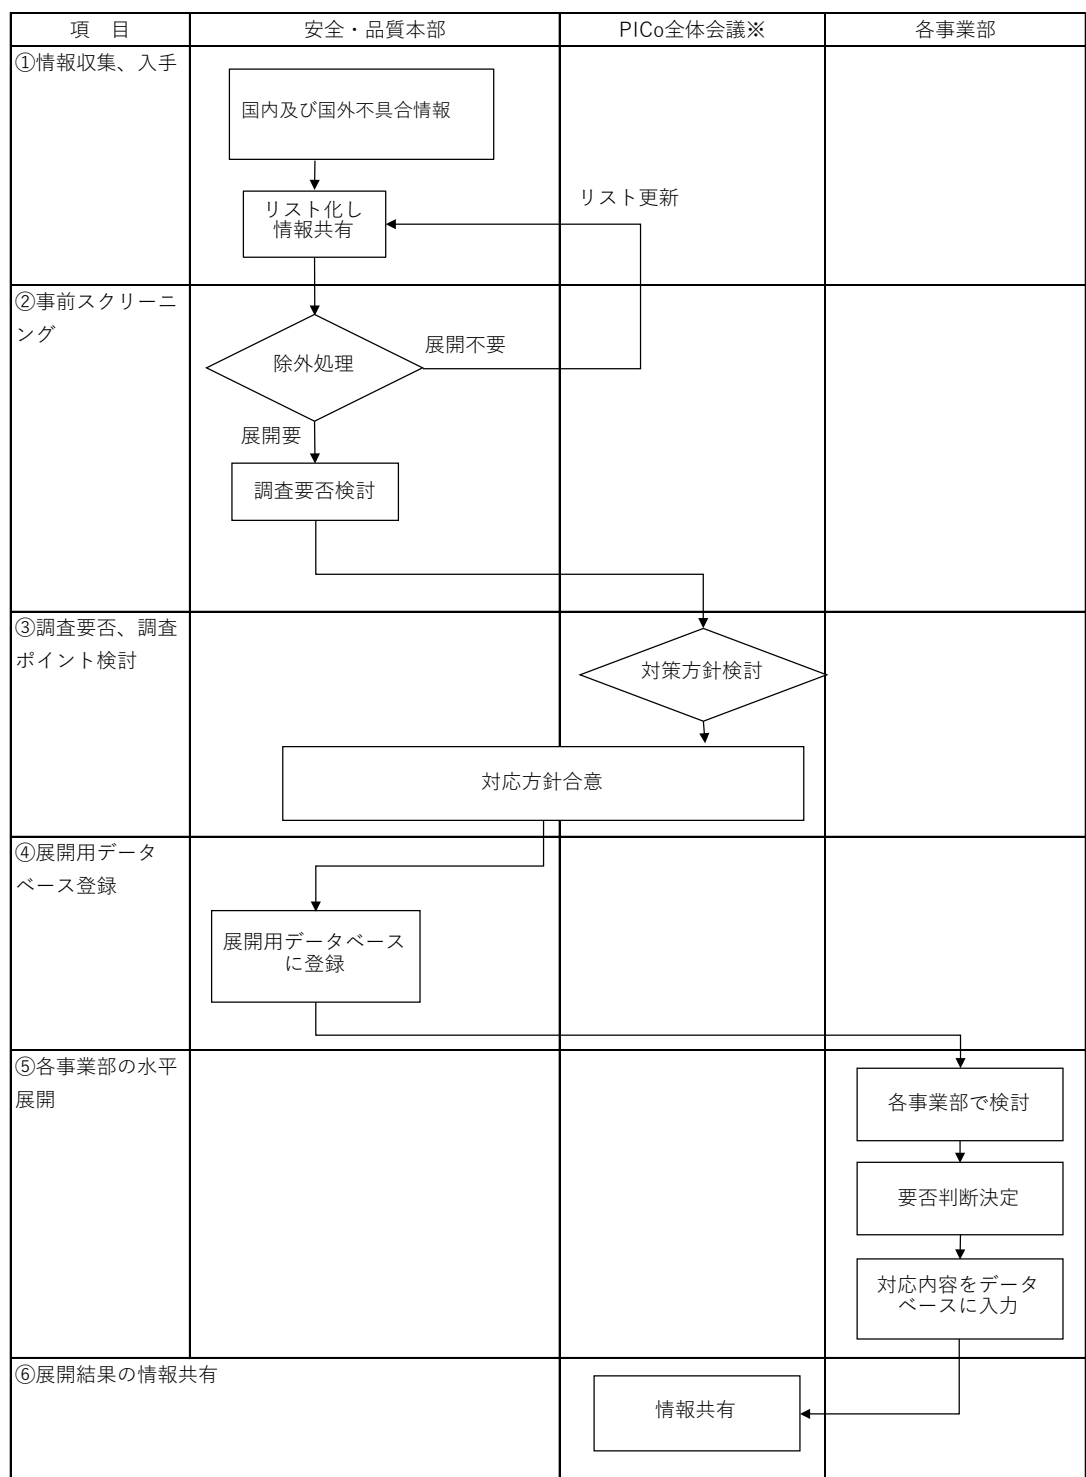 項　目
安全・品質本部
PICo全体会議※
各事業部
①情報収集、入手
国内及び国外不具合情報
リスト化し
情報共有
リスト更新
②事前スクリーニ
ング
除外処理
展開不要
展開要
調査要否検討
③調査要否、調査
ポイント検討
対策方針検討
対応方針合意
④展開用データ
ベース登録
展開用データベース
に登録
⑤各事業部の水平
展開
各事業部で検討
要否判断決定
対応内容をデータ
ベースに入力
⑥展開結果の情報共有
情報共有